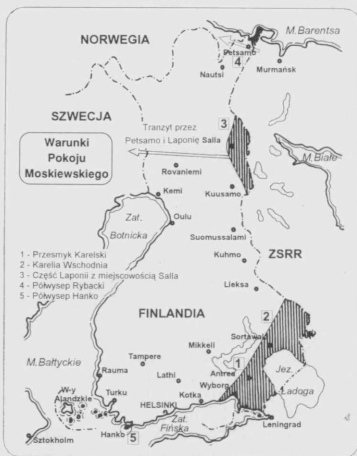 NORWEGIA
M.Barentsa
Petsamo
4
Nautsi
Murmańsk
SZWECJA
3
Tranzyt przez
Petsamo i Laponię Salla
Warunki
Pokoju
Moskiewskiego
M.Białe
Rovaniemi
Kemi
Kuusamo
Zat.
Botnicka
Oulu
Suomussalami
ZSRR
Kuhmo
1 - Przesmyk Karelski
2 - Karelia Wschodnia
3 - Część Laponii z miejscowością Salla
4 - Półwysep Rybacki
5 - Półwysep Hanko
Lieksa
FINLANDIA
2
Sortawala
Mikkeli
Tampere
M.Bałtyckie
Rauma
Lathi
1
Antrea
Jez.
Ładoga
Wyborg
W-y
Alandzkie
Turku
HELSINKI
Kotka
Zat.
Fińska
Hanko
5
Leningrad
Sztokholm